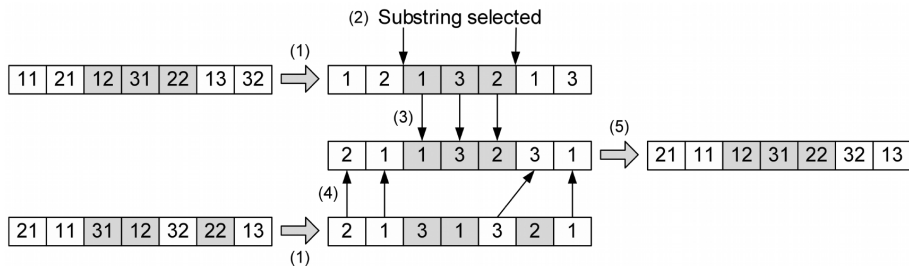 (2) Substring selected
(1)
11 21 12 31 22 13 32
1 2 1 3 2 1 3
(3)
(5)
2 1 1 3 2 3 1
21 11 12 31 22 32 13
(4)
21 11 31 12 32 22 13
2 1 3 1 3 2 1
(1)